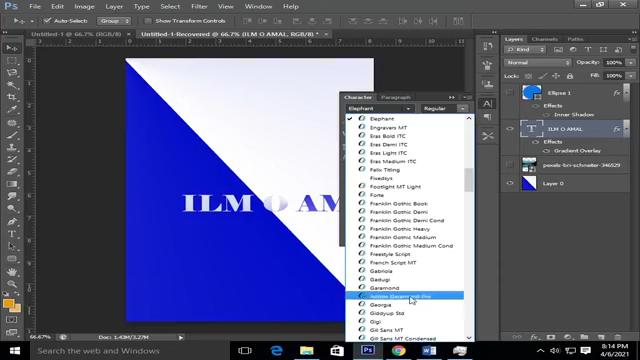 Ps File Edit Image Layer Type Select Filter View Window Help
Auto-Select: Group Show Transform Controls
Untitled-1 @ 66.7% (RGB/8) × Untitled-1-Recovered @ 66.7% (ILM O AMAL, RGB/8) * ×
Character Paragraph
Elephant Regular
Elephant
Engravers MT
Eras Bold ITC
Eras Demi ITC
Eras Light ITC
Eras Medium ITC
Felix Titling
Fixedsys
Footlight MT Light
Forte
Franklin Gothic Book
Franklin Gothic Demi
Franklin Gothic Demi Cond
Franklin Gothic Heavy
Franklin Gothic Medium
Franklin Gothic Medium Cond
Freestyle Script
French Script MT
Gabriola
Gadugi
Garamond
Adobe Garamond Pro
Georgia
Giddyup Std
Gigi
Gill Sans MT
Gill Sans MT Condensed
ILM O AM
Layers Channels Paths
Kind
Normal Opacity: 100%
Lock: Fill: 100%
Ellipse 1 fx
Effects
Inner Shadow
T ILM O AMAL fx
Effects
Gradient Overlay
pexels-bri-schneiter-346529
Layer 0
66.67% Doc: 1.43M/3.27M
8:14 PM
4/6/2021